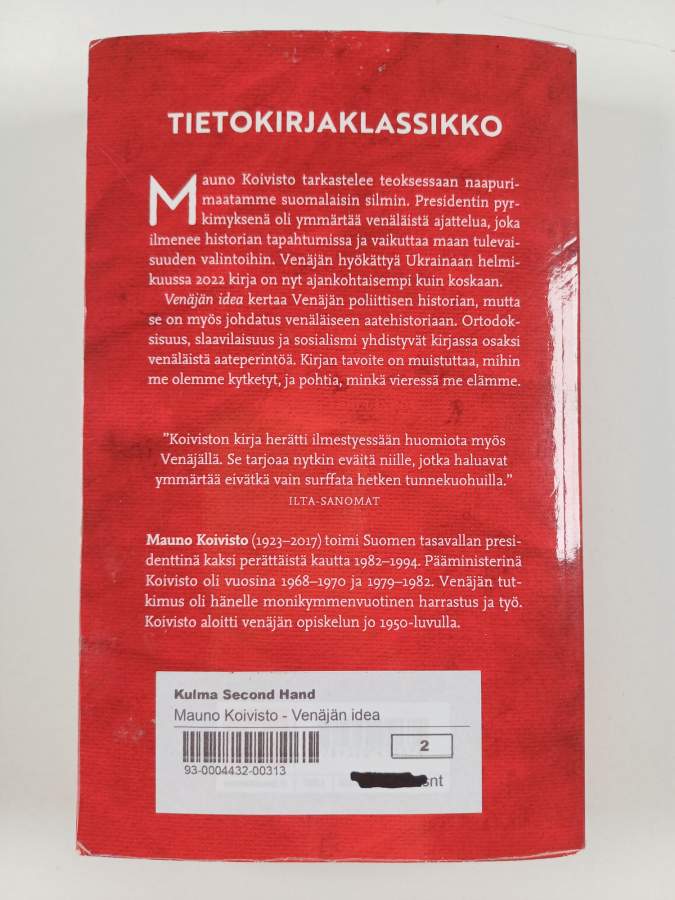 TIETOKIRJAKLASSIKKO
Mauno Koivisto tarkastelee teoksessaan naapuri-
maatamme suomalaisin silmin. Presidentin pyr-
kimyksenä oli ymmärtää venäläistä ajattelua, joka
ilmenee historian tapahtumissa ja vaikuttaa maan tulevai-
suuden valintoihin. Venäjän hyökättyä Ukrainaan helmi-
kuussa 2022 kirja on nyt ajankohtaisempi kuin koskaan.
Venäjän idea kertaa Venäjän poliittisen historian, mutta
se on myös johdatus venäläiseen aatehistoriaan. Ortodok-
sisuus, slaavilaisuus ja sosialismi yhdistyvät kirjassa osaksi
venäläistä aateperintöä. Kirjan tavoite on muistuttaa, mihin
me olemme kytketyt, ja pohtia, minkä vieressä me elämme.
”Koiviston kirja herätti ilmestyessään huomiota myös
Venäjällä. Se tarjoaa nytkin eväitä niille, jotka haluavat
ymmärtää eivätkä vain surffata hetken tunnekuohuilla.”
ILTA-SANOMAT
Mauno Koivisto (1923–2017) toimi Suomen tasavallan presi-
denttinä kaksi perättäistä kautta 1982–1994. Pääministerinä
Koivisto oli vuosina 1968–1970 ja 1979–1982. Venäjän tut-
kimus oli hänelle monikymmenvuotinen harrastus ja työ.
Koivisto aloitti venäjän opiskelun jo 1950-luvulla.
Kulma Second Hand
Mauno Koivisto - Venäjän idea
2
93-0004432-00313